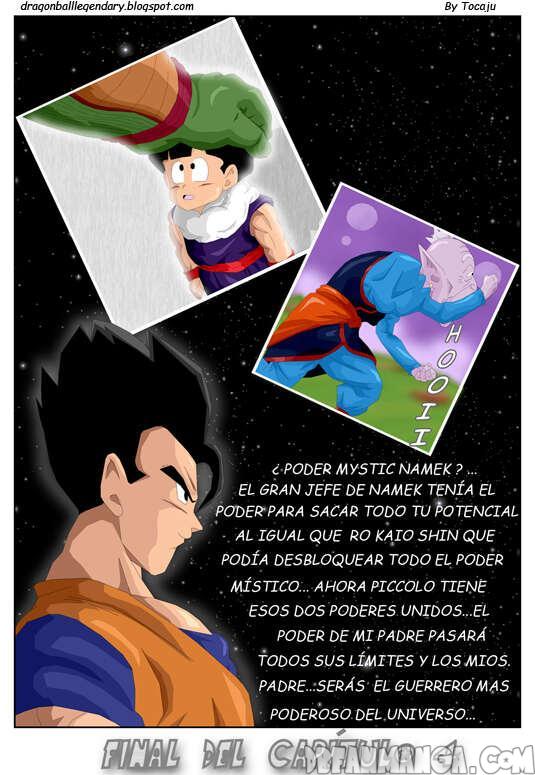 dragonballlegendary.blogspot.com
By Tocaju
HOOII
¿ PODER MYSTIC NAMEK ? ...
EL GRAN JEFE DE NAMEK TENÍA EL
PODER PARA SACAR TODO TU POTENCIAL
AL IGUAL QUE RO KAIO SHIN QUE
PODÍA DESBLOQUEAR TODO EL PODER
MÍSTICO... AHORA PICCOLO TIENE
ESOS DOS PODERES UNIDOS...EL
PODER DE MI PADRE PASARÁ
TODOS SUS LÍMITES Y LOS MIOS.
PADRE...SERÁS EL GUERRERO MAS
PODEROSO DEL UNIVERSO...
FINAL DEL CAPÍTULO 1